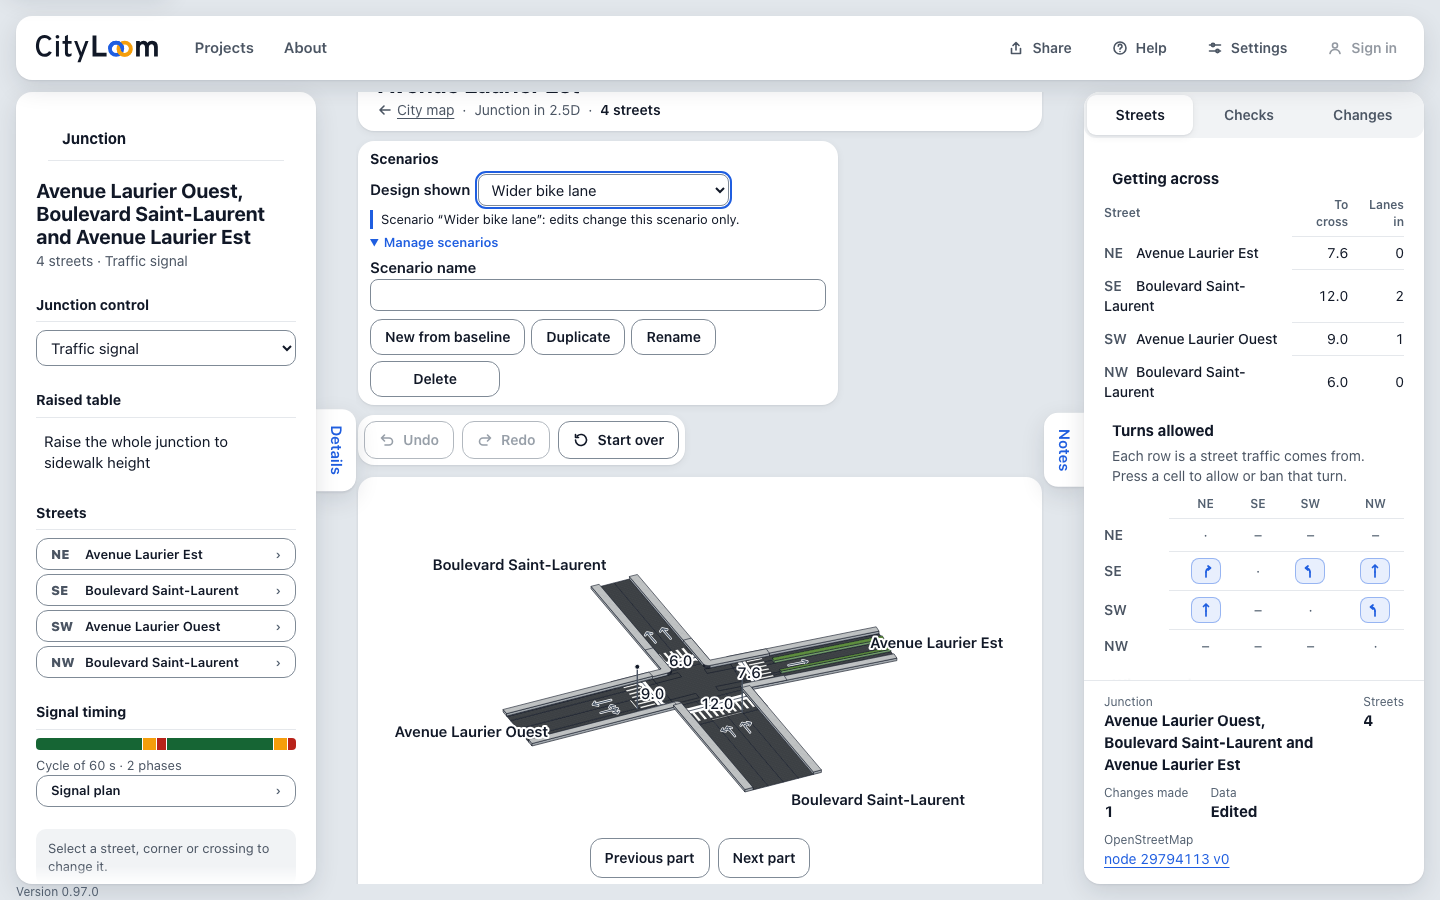 CityLoom
Projects
About
Share
Help
Settings
Sign in
Junction
Avenue Laurier Ouest,
Boulevard Saint-Laurent
and Avenue Laurier Est
4 streets · Traffic signal
Junction control
Traffic signal
Raised table
Raise the whole junction to
sidewalk height
Streets
NE Avenue Laurier Est ›
SE Boulevard Saint-Laurent ›
SW Avenue Laurier Ouest ›
NW Boulevard Saint-Laurent ›
Signal timing
Cycle of 60 s · 2 phases
Signal plan ›
Select a street, corner or crossing to
change it.
Version 0.97.0
Details
Avenue Laurier Est
← City map · Junction in 2.5D · 4 streets
Scenarios
Design shown Wider bike lane
Scenario “Wider bike lane”: edits change this scenario only.
▼ Manage scenarios
Scenario name
New from baseline Duplicate Rename
Delete
Undo Redo Start over
Boulevard Saint-Laurent
Avenue Laurier Est
6.0
7.6
9.0
12.0
Avenue Laurier Ouest
Boulevard Saint-Laurent
Previous part Next part
Notes
Streets Checks Changes
Getting across
Street To cross Lanes in
NE Avenue Laurier Est 7.6 0
SE Boulevard Saint-
Laurent 12.0 2
SW Avenue Laurier Ouest 9.0 1
NW Boulevard Saint-
Laurent 6.0 0
Turns allowed
Each row is a street traffic comes from.
Press a cell to allow or ban that turn.
NE SE SW NW
NE · – – –
SE ·
SW – ·
NW – – – ·
Junction
Avenue Laurier Ouest,
Boulevard Saint-Laurent and
Avenue Laurier Est
Streets
4
Changes made
1
Data
Edited
OpenStreetMap
node 29794113 v0